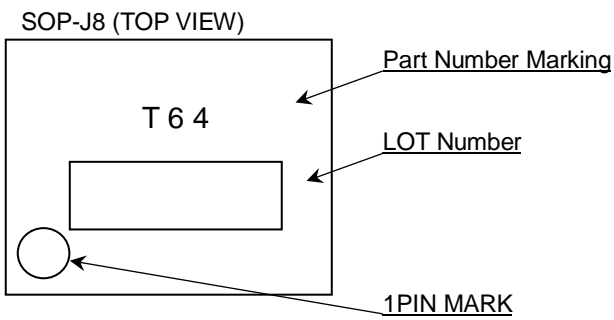 SOP-J8 (TOP VIEW)
Part Number Marking
T 6 4
LOT Number
1PIN MARK